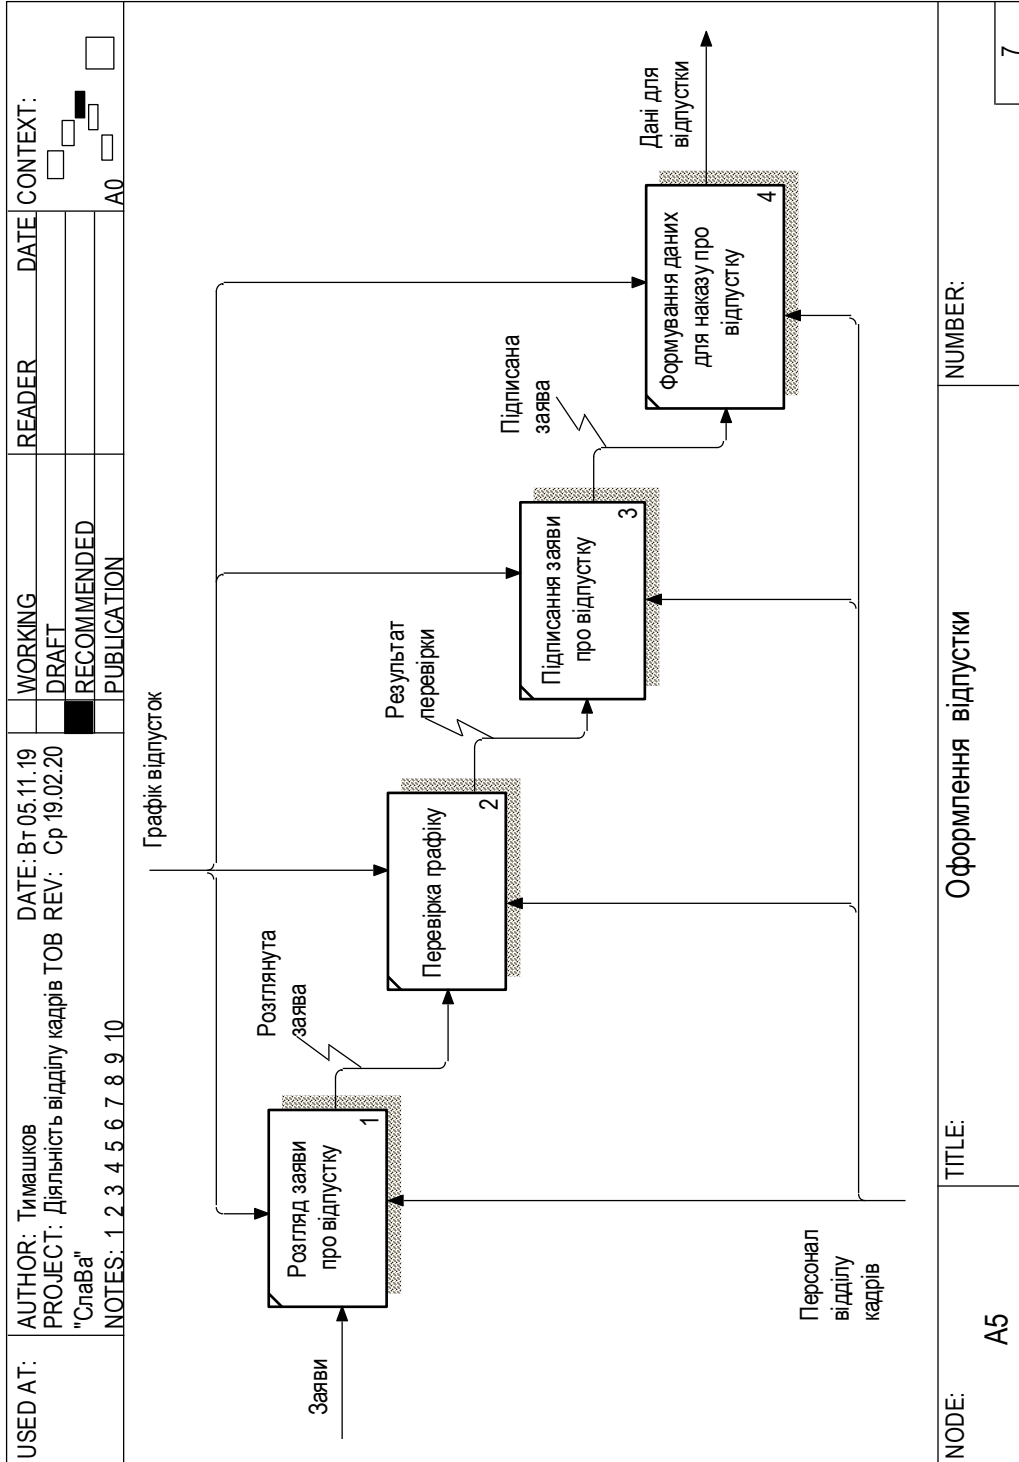 USED AT:
AUTHOR: Тимашков
DATE: Вт 05.11.19
PROJECT: Діяльність відділу кадрів ТОВ
REV: Ср 19.02.20
"СлаВа"
NOTES: 1 2 3 4 5 6 7 8 9 10
WORKING
DRAFT
RECOMMENDED
PUBLICATION
READER
DATE
CONTEXT:
A0
Графік відпусток
Заяви
Розгляд заяви
про відпустку
1
Розглянута
заява
Перевірка графіку
2
Результат
перевірки
Підписання заяви
про відпустку
3
Підписана
заява
Формування даних
для наказу про
відпустку
4
Дані для
відпустки
Персонал
відділу
кадрів
NODE:
A5
TITLE:
Оформлення відпустки
NUMBER:
7